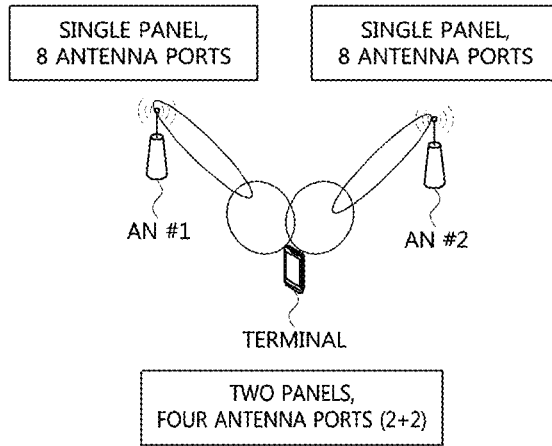 SINGLE PANEL,
8 ANTENNA PORTS
SINGLE PANEL,
8 ANTENNA PORTS
AN #1
AN #2
TERMINAL
TWO PANELS,
FOUR ANTENNA PORTS (2+2)